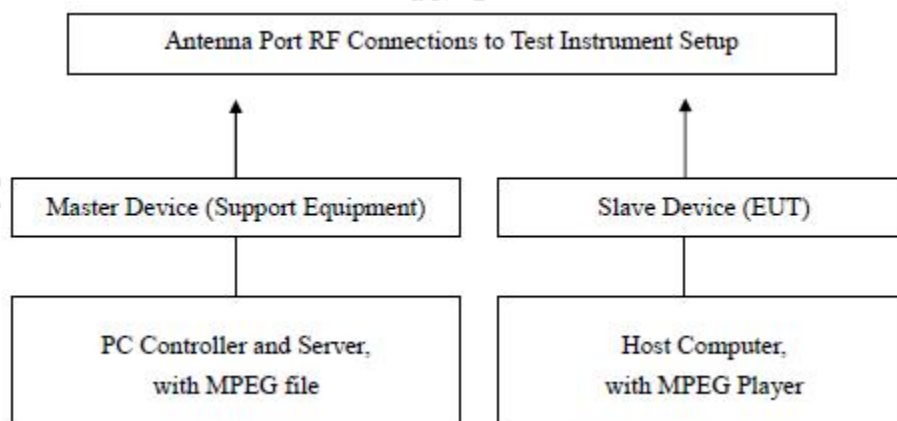 Antenna Port RF Connections to Test Instrument Setup
Master Device (Support Equipment)
Slave Device (EUT)
PC Controller and Server,
with MPEG file
Host Computer,
with MPEG Player